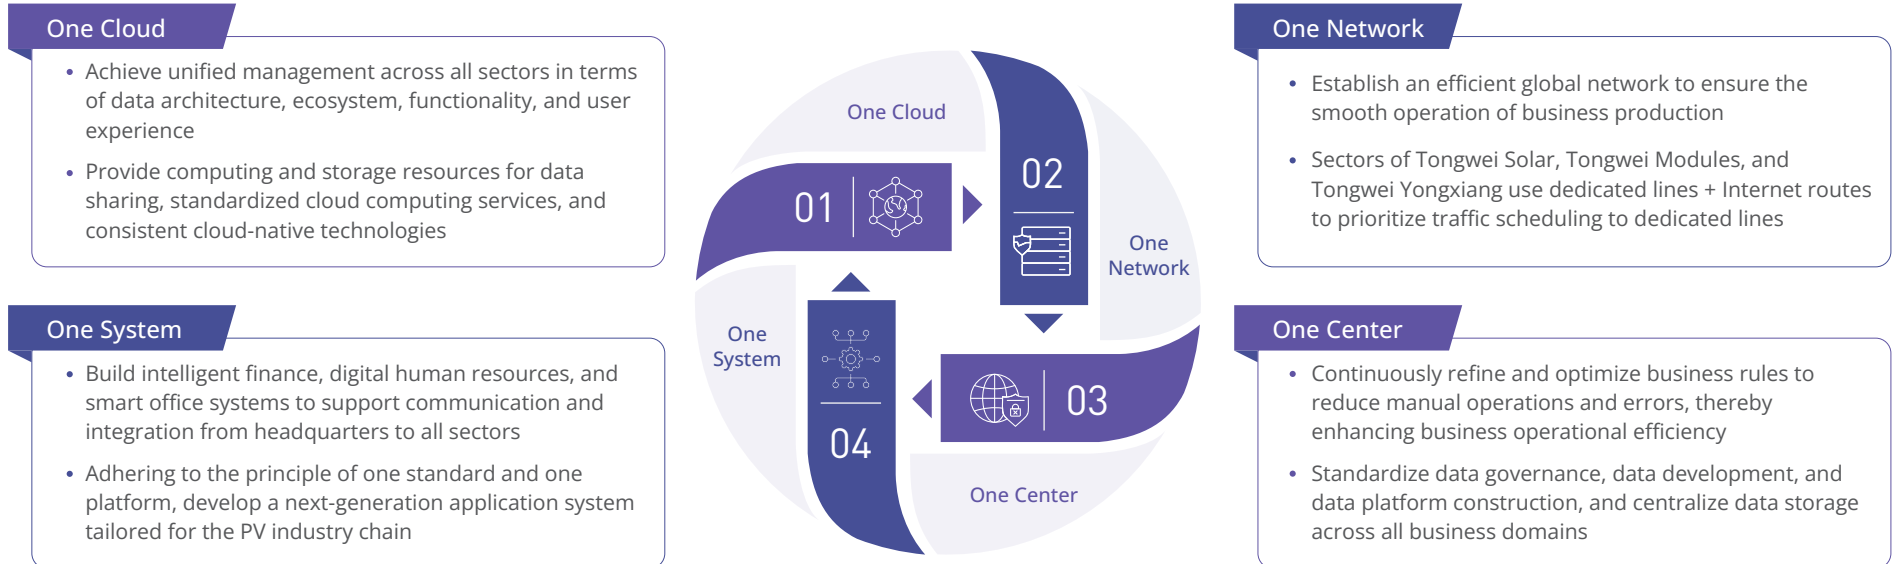 One Cloud
• Achieve unified management across all sectors in terms
of data architecture, ecosystem, functionality, and user
experience
• Provide computing and storage resources for data
sharing, standardized cloud computing services, and
consistent cloud-native technologies
One System
• Build intelligent finance, digital human resources, and
smart office systems to support communication and
integration from headquarters to all sectors
• Adhering to the principle of one standard and one
platform, develop a next-generation application system
tailored for the PV industry chain
One Cloud
01
02
One
Network
One
System
03
04
One Center
One Network
• Establish an efficient global network to ensure the
smooth operation of business production
• Sectors of Tongwei Solar, Tongwei Modules, and
Tongwei Yongxiang use dedicated lines + Internet routes
to prioritize traffic scheduling to dedicated lines
One Center
• Continuously refine and optimize business rules to
reduce manual operations and errors, thereby
enhancing business operational efficiency
• Standardize data governance, data development, and
data platform construction, and centralize data storage
across all business domains